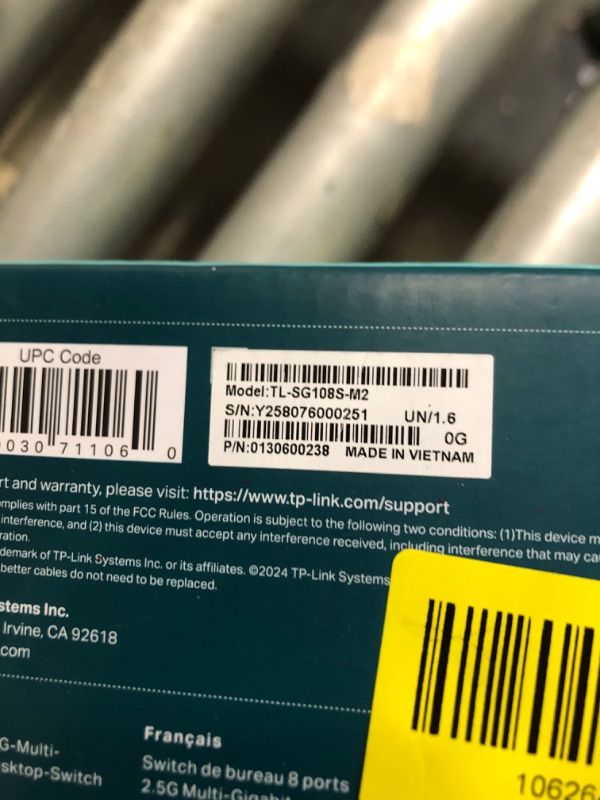 UPC Code
030 71106 0
Model:TL-SG108S-M2
S/N:Y258076000251 UN/1.6
0G
P/N:0130600238 MADE IN VIETNAM
rt and warranty, please visit: https://www.tp-link.com/support
mplies with part 15 of the FCC Rules. Operation is subject to the following two conditions: (1)This device m
interference, and (2) this device must accept any interference received, including interference that may cau
ration.
demark of TP-Link Systems Inc. or its affiliates. ©2024 TP-Link Systems
better cables do not need to be replaced.
stems Inc.
Irvine, CA 92618
com
G-Multi-
sktop-Switch
Français
Switch de bureau 8 ports
2.5G Multi-Gigabit
10626